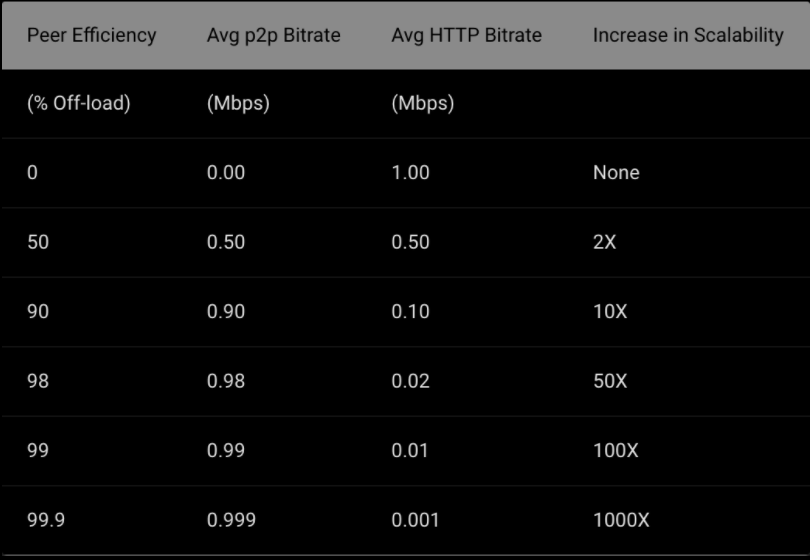 Peer Efficiency Avg p2p Bitrate Avg HTTP Bitrate Increase in Scalability
(% Off-load) (Mbps) (Mbps)
0 0.00 1.00 None
50 0.50 0.50 2X
90 0.90 0.10 10X
98 0.98 0.02 50X
99 0.99 0.01 100X
99.9 0.999 0.001 1000X